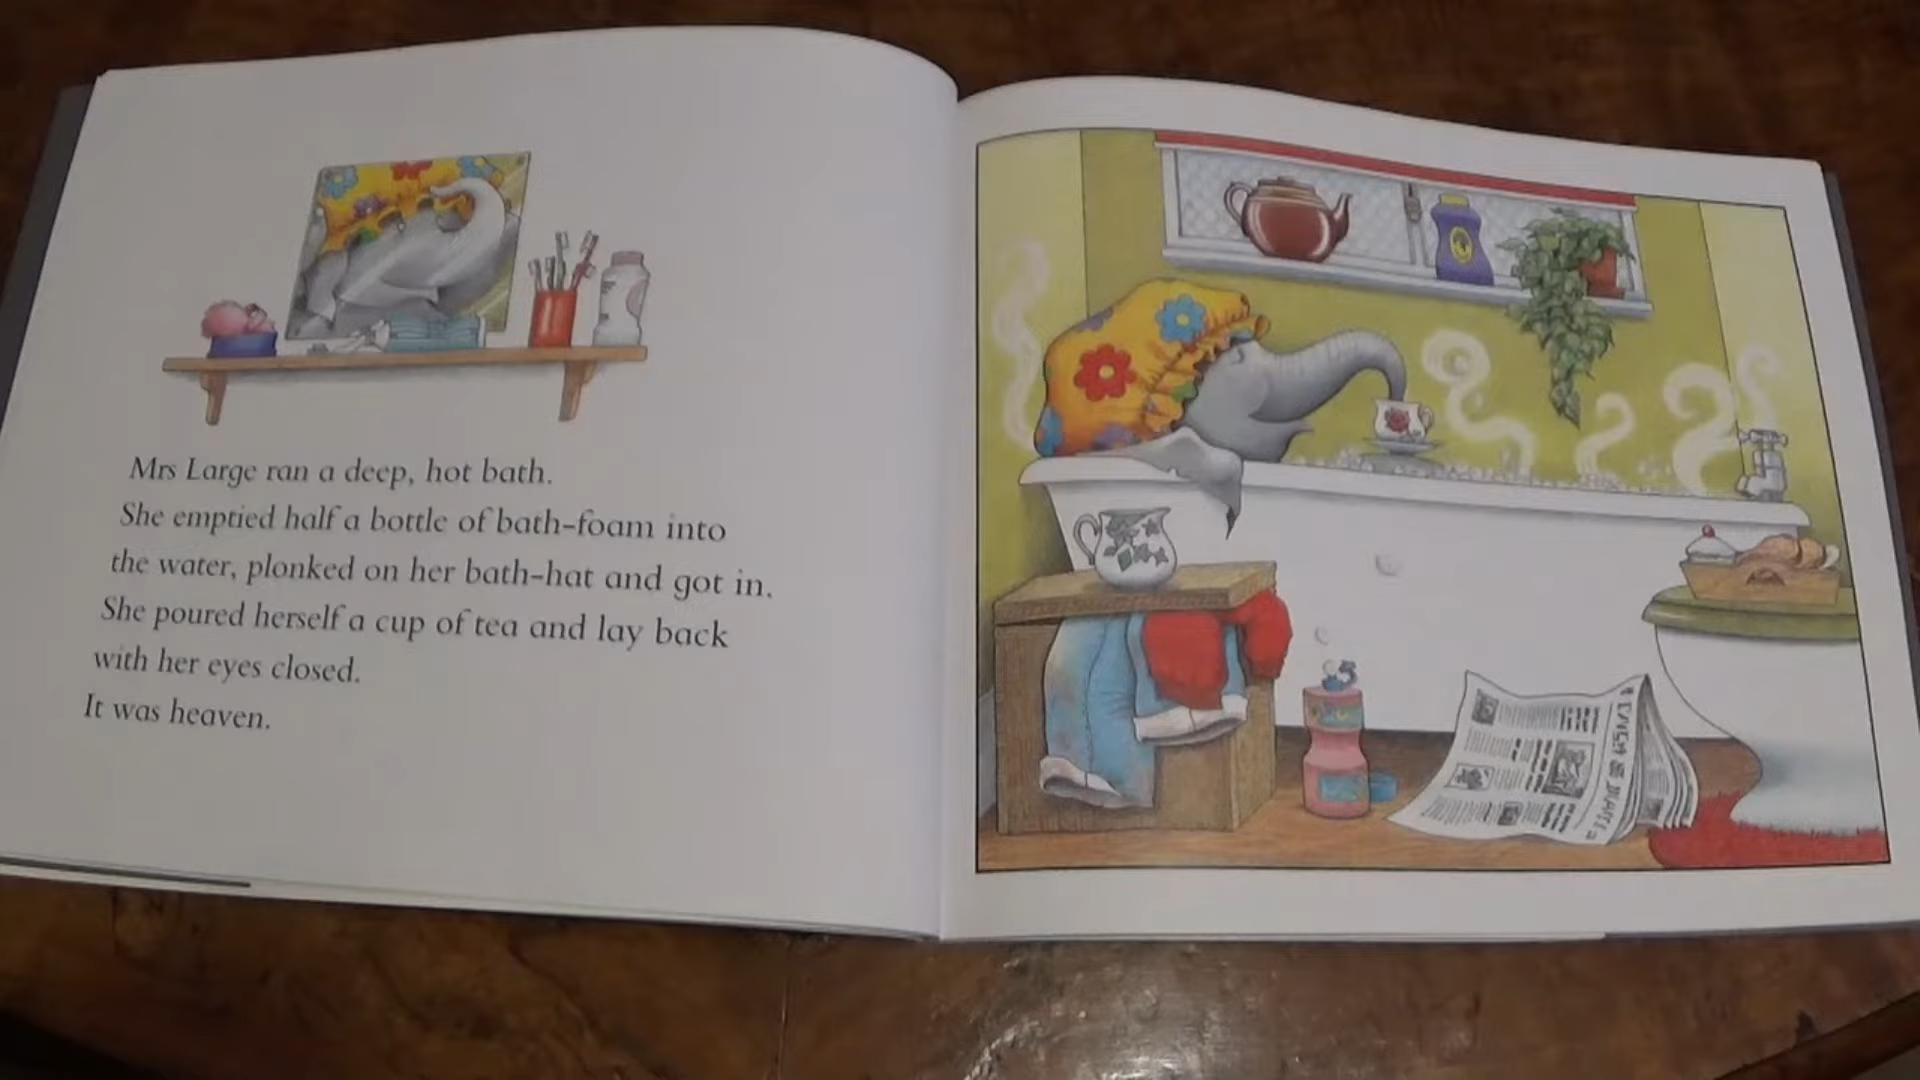 Mrs Large ran a deep, hot bath.
She emptied half a bottle of bath-foam into
the water, plonked on her bath-hat and got in.
She poured herself a cup of tea and lay back
with her eyes closed.
It was heaven.